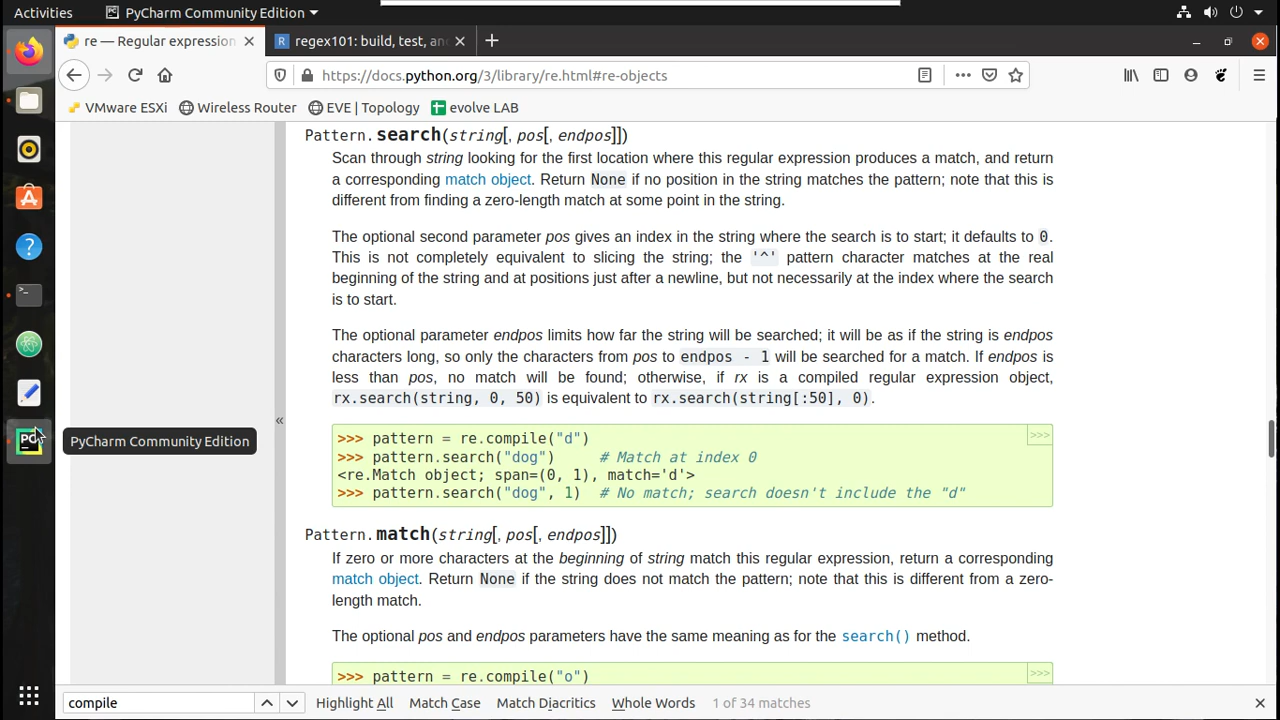 Activities PyCharm Community Edition
re — Regular expression regex101: build, test, an
https://docs.python.org/3/library/re.html#re-objects
VMware ESXi Wireless Router EVE | Topology evolve LAB
Pattern.search(string[, pos[, endpos]])
Scan through string looking for the first location where this regular expression produces a match, and return
a corresponding match object. Return None if no position in the string matches the pattern; note that this is
different from finding a zero-length match at some point in the string.
The optional second parameter pos gives an index in the string where the search is to start; it defaults to 0.
This is not completely equivalent to slicing the string; the '^' pattern character matches at the real
beginning of the string and at positions just after a newline, but not necessarily at the index where the search
is to start.
The optional parameter endpos limits how far the string will be searched; it will be as if the string is endpos
characters long, so only the characters from pos to endpos - 1 will be searched for a match. If endpos is
less than pos, no match will be found; otherwise, if rx is a compiled regular expression object,
rx.search(string, 0, 50) is equivalent to rx.search(string[:50], 0).
«
PyCharm Community Edition
>>>
>>> pattern = re.compile("d")
>>> pattern.search("dog")     # Match at index 0
<re.Match object; span=(0, 1), match='d'>
>>> pattern.search("dog", 1)  # No match; search doesn't include the "d"
Pattern.match(string[, pos[, endpos]])
If zero or more characters at the beginning of string match this regular expression, return a corresponding
match object. Return None if the string does not match the pattern; note that this is different from a zero-
length match.
The optional pos and endpos parameters have the same meaning as for the search() method.
>>> pattern = re.compile("o")
>>>
compile Highlight All Match Case Match Diacritics Whole Words 1 of 34 matches